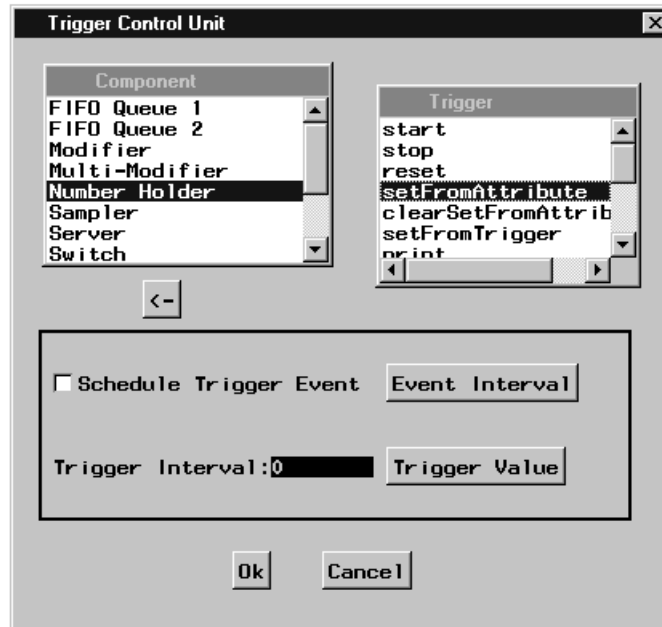 Trigger Control Unit
Component
FIFO Queue 1
FIFO Queue 2
Modifier
Multi-Modifier
Number Holder
Sampler
Server
Switch
Trigger
start
stop
reset
setFromAttribute
clearSetFromAttrib
setFromTrigger
print
<-
Schedule Trigger Event Event Interval
Trigger Interval:0 Trigger Value
Ok Cancel